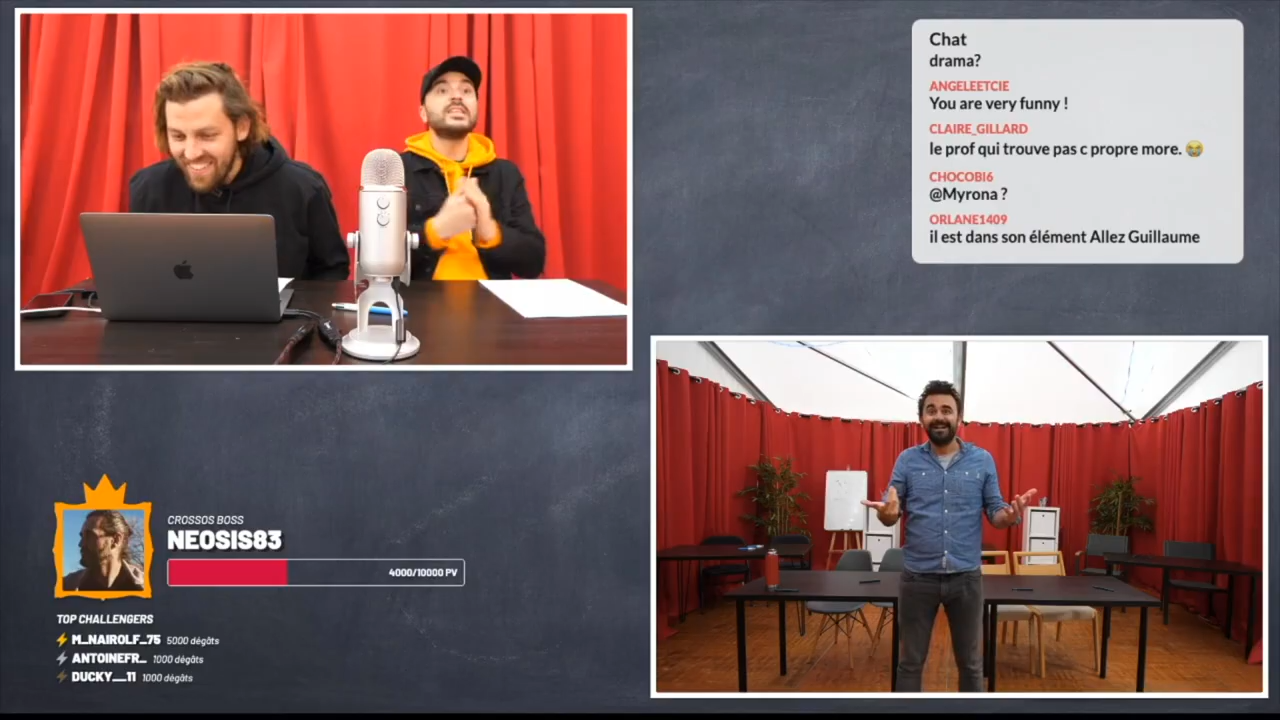 Chat
drama?
ANGELEETCIE
You are very funny !
CLAIRE_GILLARD
le prof qui trouve pas c propre more. 😭
CHOCOBI6
@Myrona ?
ORLANE1409
il est dans son élément Allez Guillaume
CROSSOS BOSS
NEOSIS83
4000/10000 PV
TOP CHALLENGERS
M_NAIROLF_75 5000 dégâts
ANTOINEFR_ 1000 dégâts
DUCKY__11 1000 dégâts